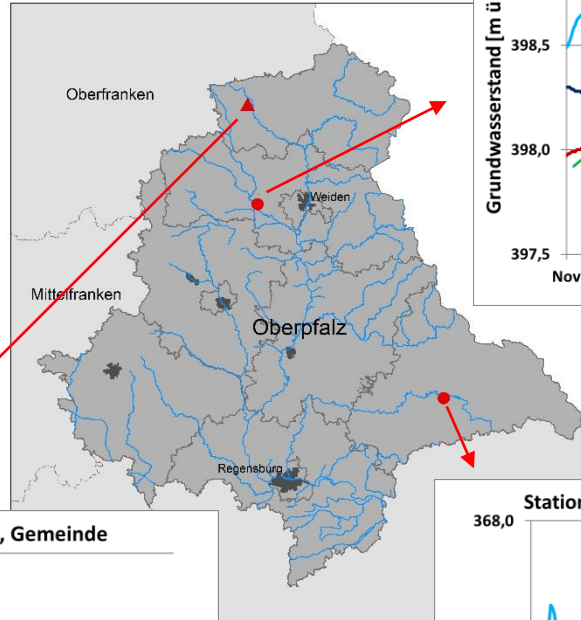 Grundwasserstand [m ü
398,5
398,0
397,5
Nov
Oberfranken
Weiden
Mittelfranken
Oberpfalz
Regensburg
, Gemeinde
Station
368,0